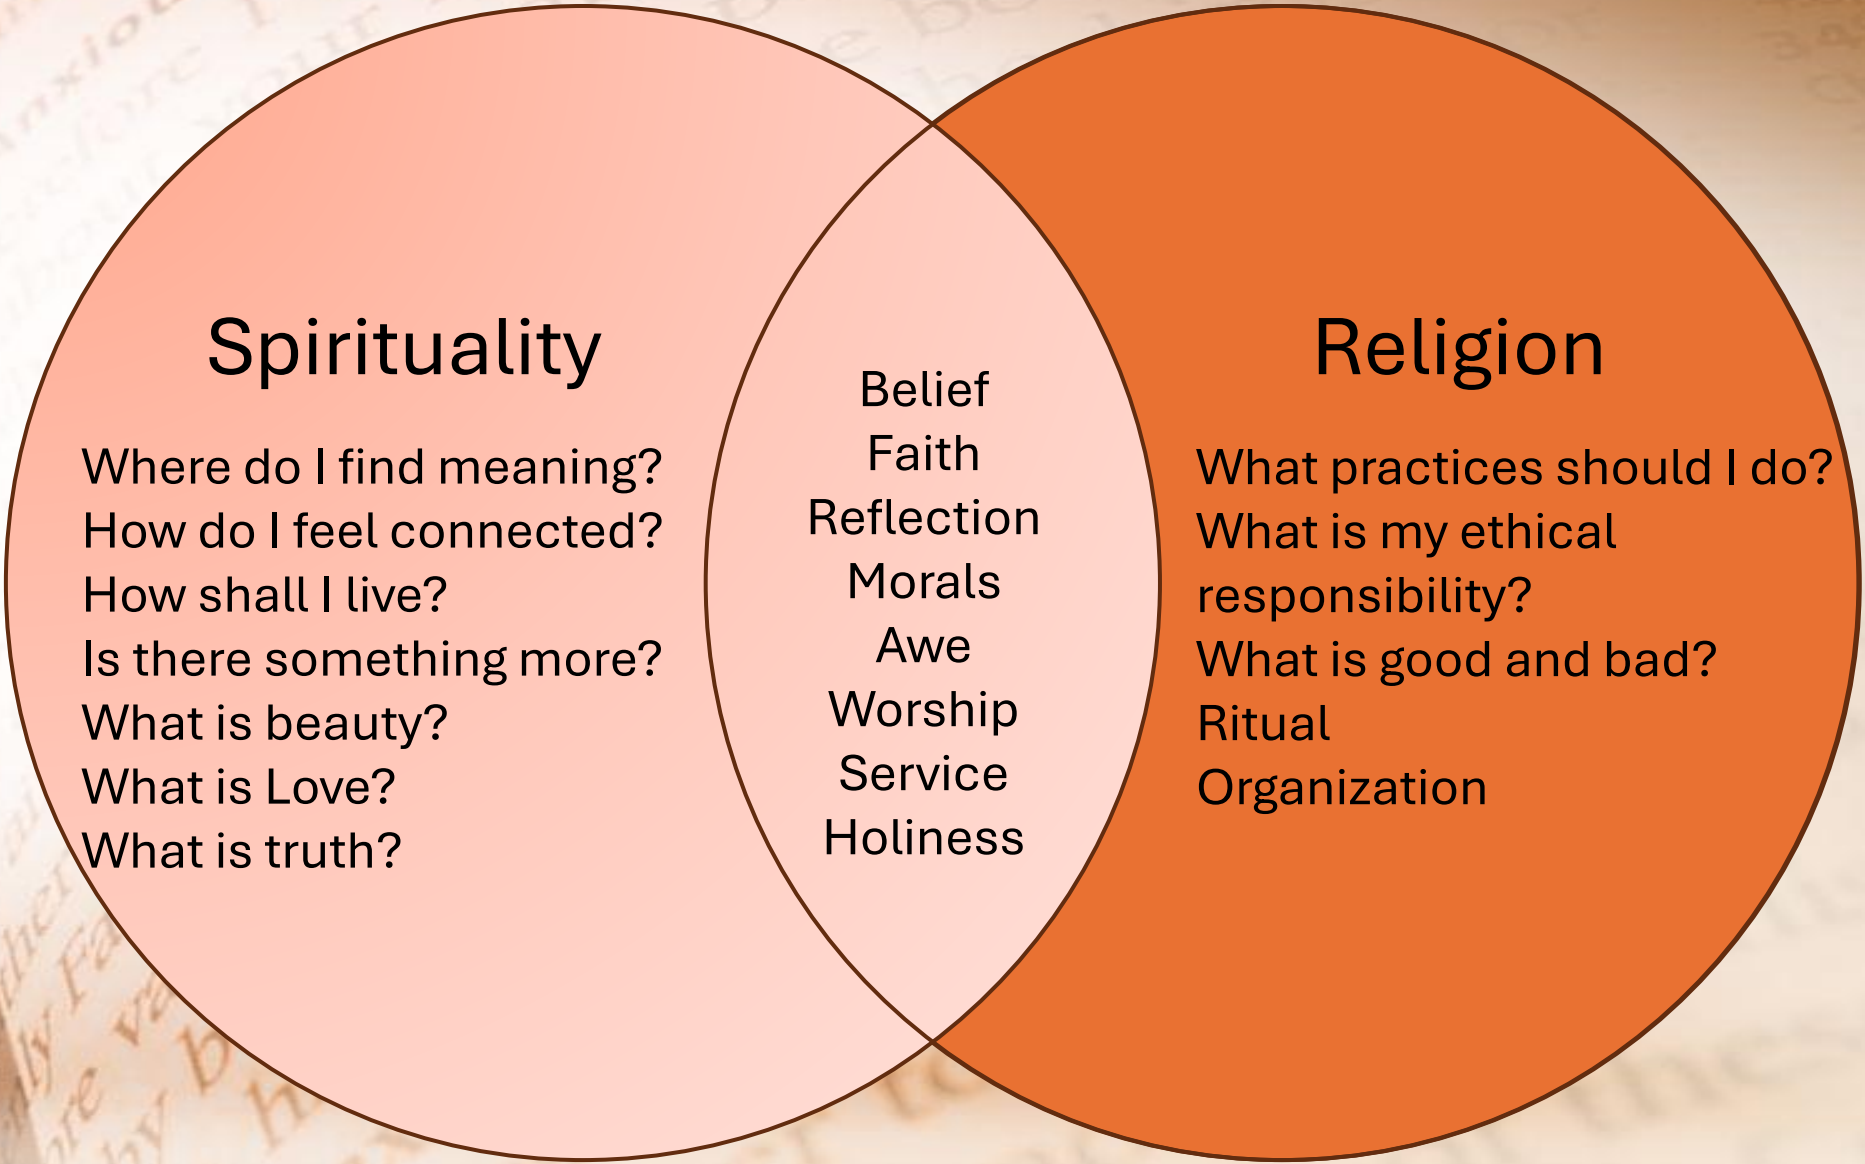 Spirituality
Where do I find meaning?
How do I feel connected?
How shall I live?
Is there something more?
What is beauty?
What is Love?
What is truth?
Belief
Faith
Reflection
Morals
Awe
Worship
Service
Holiness
Religion
What practices should I do?
What is my ethical
responsibility?
What is good and bad?
Ritual
Organization